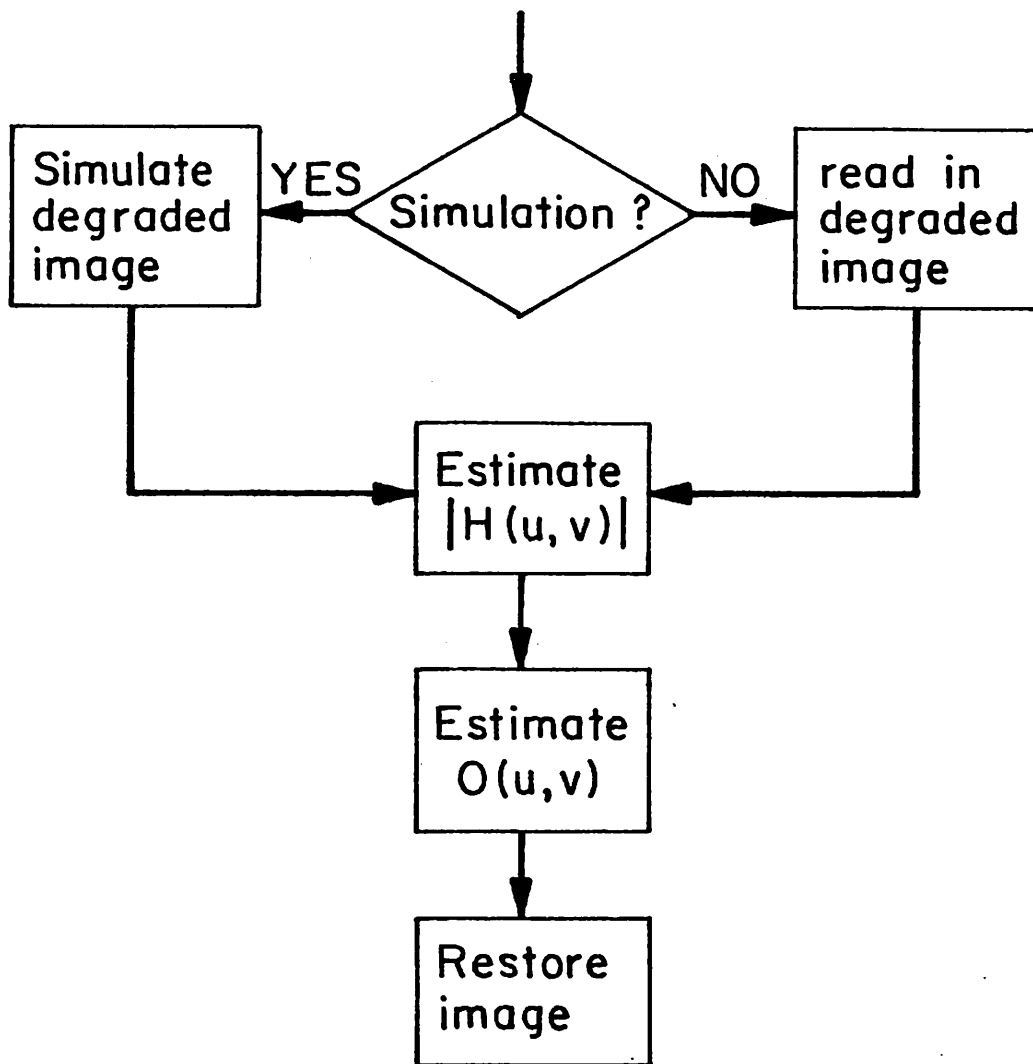 Simulate
degraded
image
YES
Simulation ?
NO
read in
degraded
image
Estimate
|H(u,v)|
Estimate
O(u,v)
Restore
image